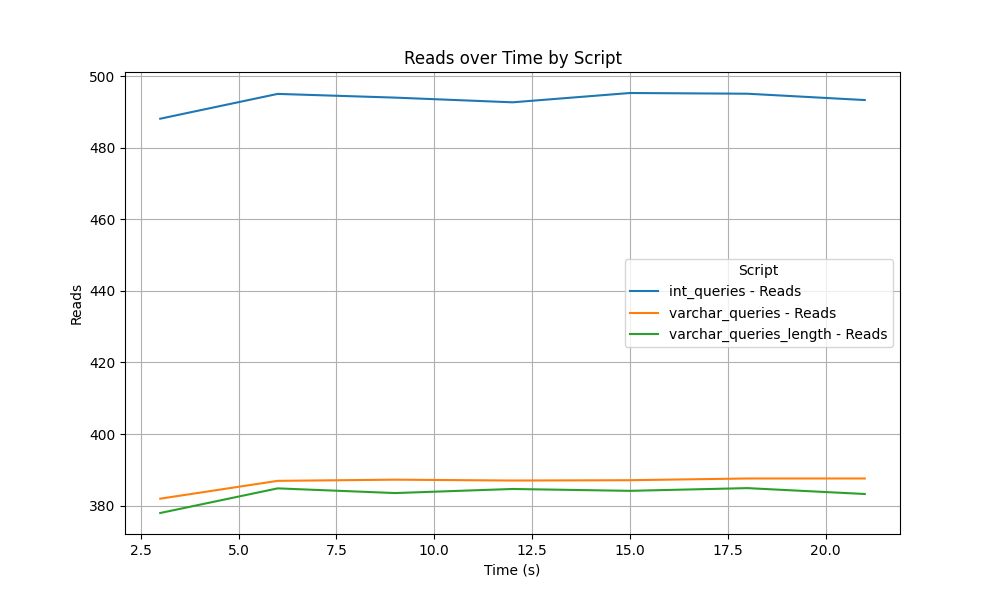 Reads over Time by Script
Reads
500
480
460
440
420
400
380
Script
int_queries - Reads
varchar_queries - Reads
varchar_queries_length - Reads
2.5
5.0
7.5
10.0
12.5
15.0
17.5
20.0
Time (s)